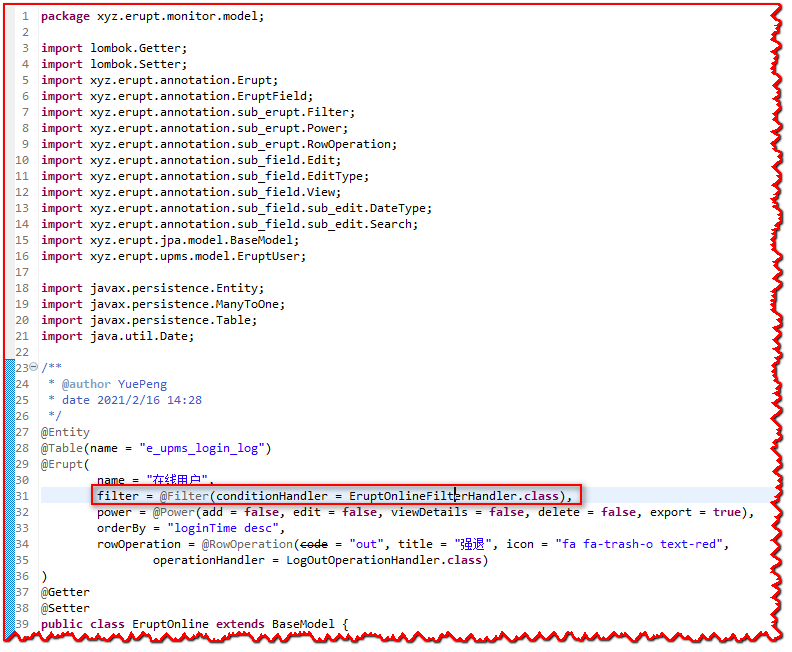 1 package xyz.erupt.monitor.model;
2
3 import lombok.Getter;
4 import lombok.Setter;
5 import xyz.erupt.annotation.Erupt;
6 import xyz.erupt.annotation.EruptField;
7 import xyz.erupt.annotation.sub_erupt.Filter;
8 import xyz.erupt.annotation.sub_erupt.Power;
9 import xyz.erupt.annotation.sub_erupt.RowOperation;
10 import xyz.erupt.annotation.sub_field.Edit;
11 import xyz.erupt.annotation.sub_field.EditType;
12 import xyz.erupt.annotation.sub_field.View;
13 import xyz.erupt.annotation.sub_field.sub_edit.DateType;
14 import xyz.erupt.annotation.sub_field.sub_edit.Search;
15 import xyz.erupt.jpa.model.BaseModel;
16 import xyz.erupt.upms.model.EruptUser;
17
18 import javax.persistence.Entity;
19 import javax.persistence.ManyToOne;
20 import javax.persistence.Table;
21 import java.util.Date;
22
23 /**
24  * @author YuePeng
25  * date 2021/2/16 14:28
26  */
27 @Entity
28 @Table(name = "e_upms_login_log")
29 @Erupt(
30         name = "在线用户",
31         filter = @Filter(conditionHandler = EruptOnlineFilterHandler.class),
32         power = @Power(add = false, edit = false, viewDetails = false, delete = false, export = true),
33         orderBy = "loginTime desc",
34         rowOperation = @RowOperation(code = "out", title = "强退", icon = "fa fa-trash-o text-red",
35                 operationHandler = LogOutOperationHandler.class)
36 )
37 @Getter
38 @Setter
39 public class EruptOnline extends BaseModel {